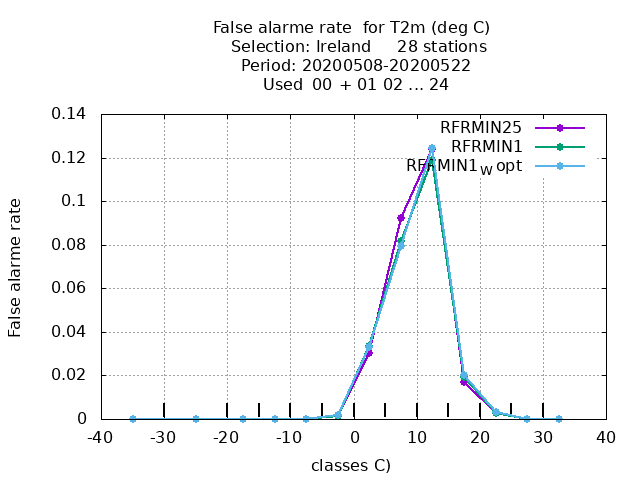 False alarme rate  for T2m (deg C)
Selection: Ireland     28 stations
Period: 20200508-20200522
Used  00 + 01 02 ... 24
0.14
0.12
0.1
0.08
0.06
0.04
0.02
0
False alarme rate
RFRMIN25
RFRMIN1
RFRMIN1W opt
-40 -30 -20 -10 0 10 20 30 40
classes C)